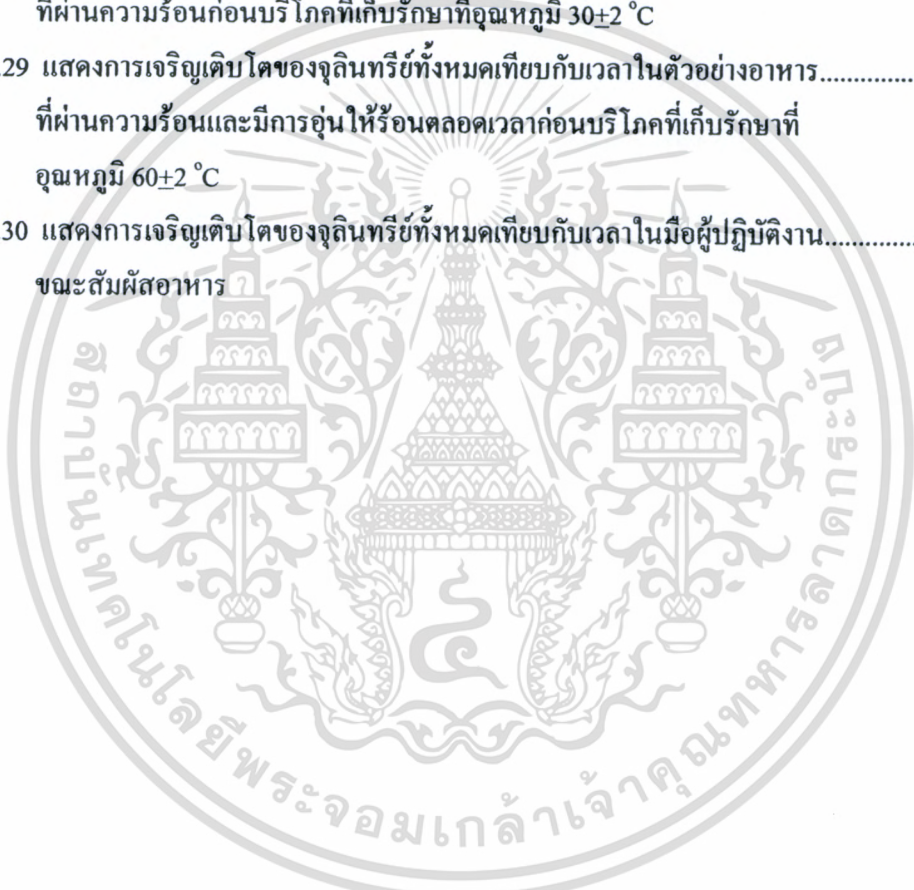 ที่ผ่านความร้อนก่อนบริโภคที่เก็บรักษาที่อุณหภูมิ 30±2 °C
.29 แสดงการเจริญเติบโตของจุลินทรีย์ทั้งหมดเทียบกับเวลาในตัวอย่างอาหาร...............
ที่ผ่านความร้อนและมีการอุ่นให้ร้อนตลอดเวลาก่อนบริโภคที่เก็บรักษาที่
อุณหภูมิ 60±2 °C
.30 แสดงการเจริญเติบโตของจุลินทรีย์ทั้งหมดเทียบกับเวลาในมือผู้ปฏิบัติงาน...............
ขณะสัมผัสอาหาร
สถาบันเทคโนโลยีพระจอมเกล้าเจ้าคุณทหารลาดกระบัง
๔